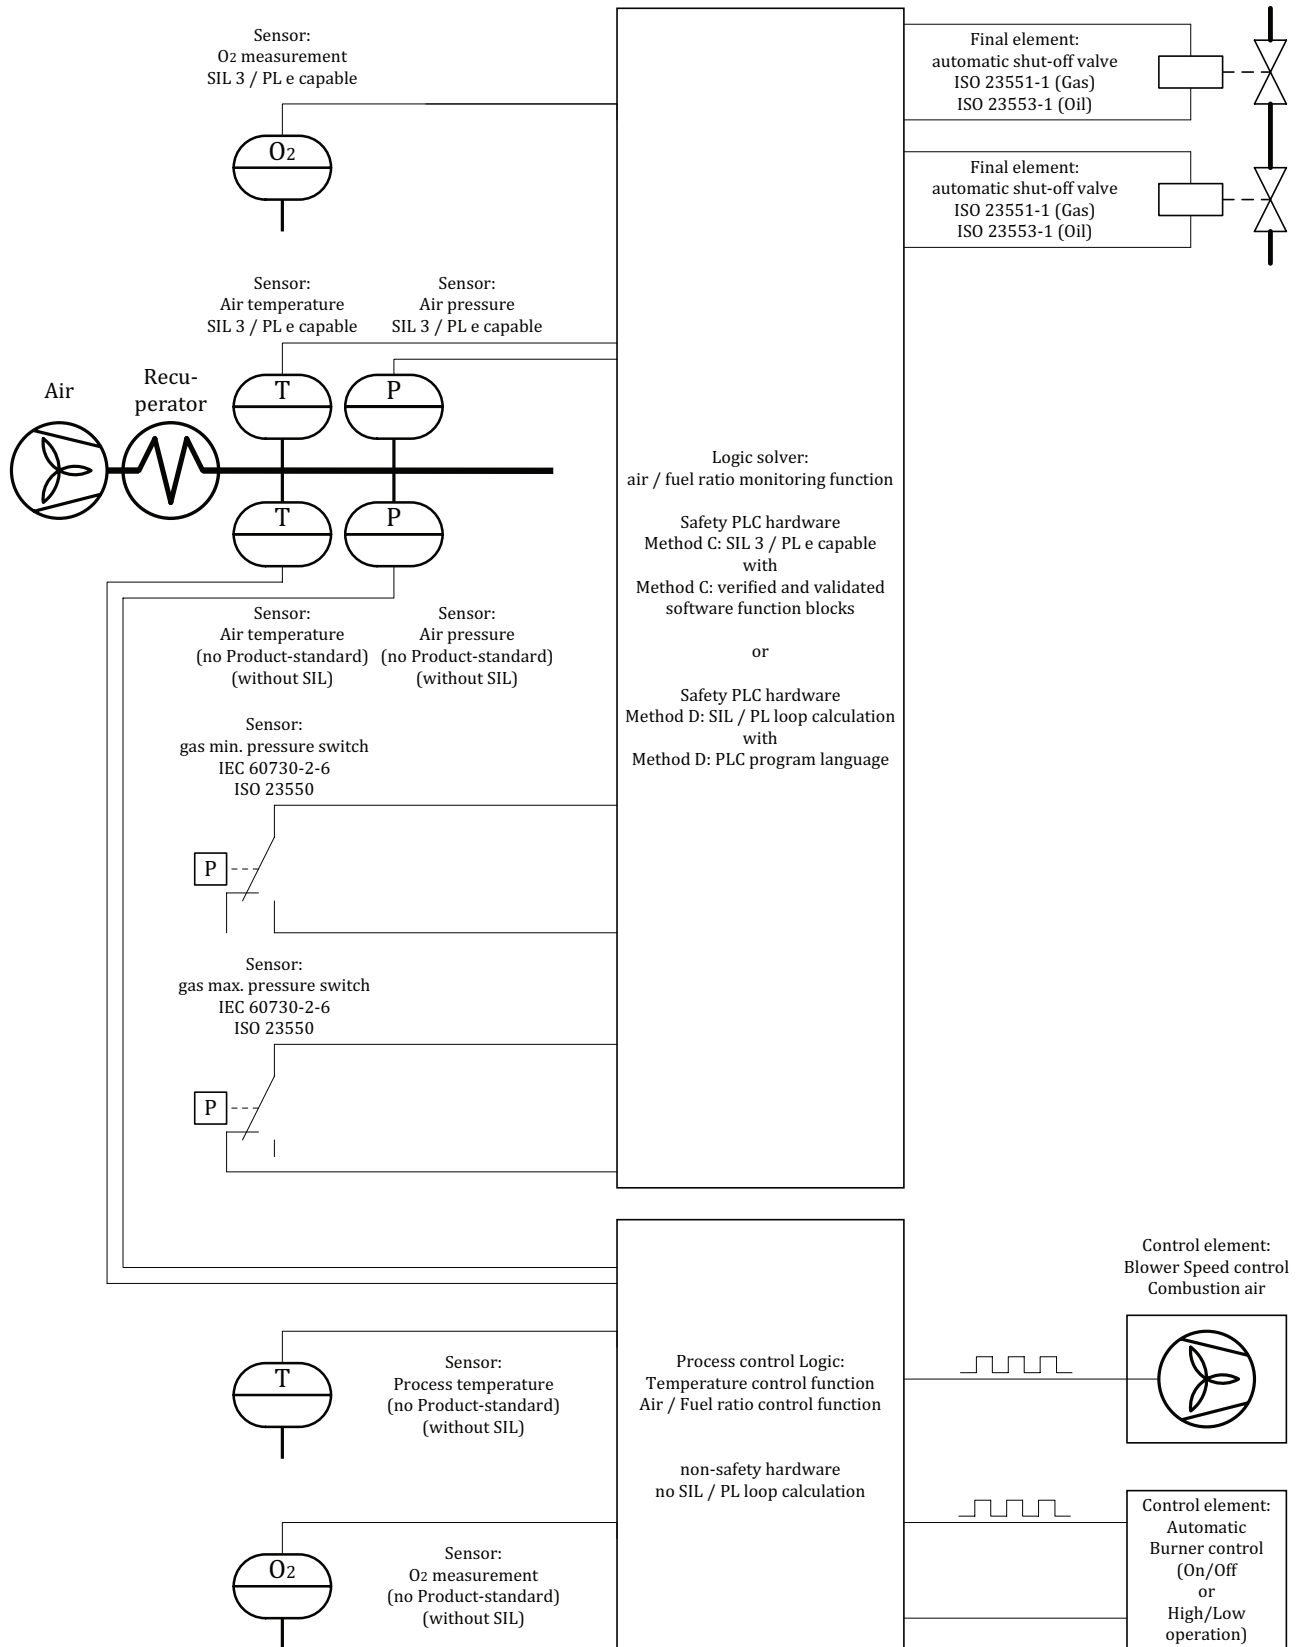 Sensor:
O2 measurement
SIL 3 / PL e capable
O2
Final element:
automatic shut-off valve
ISO 23551-1 (Gas)
ISO 23553-1 (Oil)
Final element:
automatic shut-off valve
ISO 23551-1 (Gas)
ISO 23553-1 (Oil)
Sensor:
Air temperature
SIL 3 / PL e capable
Sensor:
Air pressure
SIL 3 / PL e capable
Air
Recu-
perator
T
P
T
P
Sensor:
Air temperature
(no Product-standard)
(without SIL)
Sensor:
Air pressure
(no Product-standard)
(without SIL)
Logic solver:
air / fuel ratio monitoring function
Safety PLC hardware
Method C: SIL 3 / PL e capable
with
Method C: verified and validated
software function blocks
or
Safety PLC hardware
Method D: SIL / PL loop calculation
with
Method D: PLC program language
Sensor:
gas min. pressure switch
IEC 60730-2-6
ISO 23550
P
Sensor:
gas max. pressure switch
IEC 60730-2-6
ISO 23550
P
Control element:
Blower Speed control
Combustion air
T
Sensor:
Process temperature
(no Product-standard)
(without SIL)
Process control Logic:
Temperature control function
Air / Fuel ratio control function
non-safety hardware
no SIL / PL loop calculation
O2
Sensor:
O2 measurement
(no Product-standard)
(without SIL)
Control element:
Automatic
Burner control
(On/Off
or
High/Low
operation)